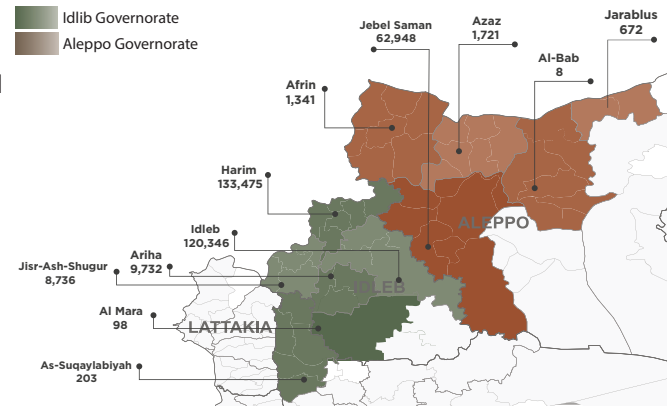 Idlib Governorate
Aleppo Governorate
Jebel Saman
62,948
Azaz
1,721
Jarablus
672
Al-Bab
8
Afrin
1,341
Harim
133,475
Idleb
120,346
Ariha
9,732
Jisr-Ash-Shugur
8,736
Al Mara
98
As-Suqaylabiyah
203
ALEPPO
IDLEB
LATTAKIA